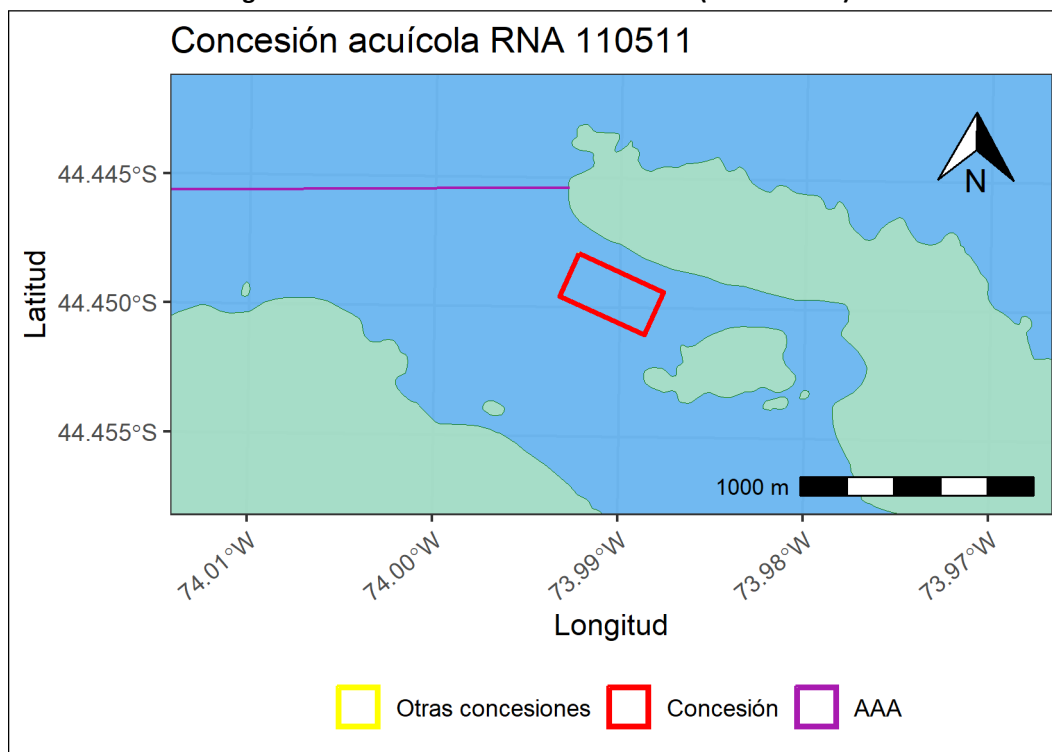 Concesión acuícola RNA 110511
N
44.445°S
44.450°S
44.455°S
Latitud
1000 m
74.01°W
74.00°W
73.99°W
73.98°W
73.97°W
Longitud
Otras concesiones
Concesión
AAA